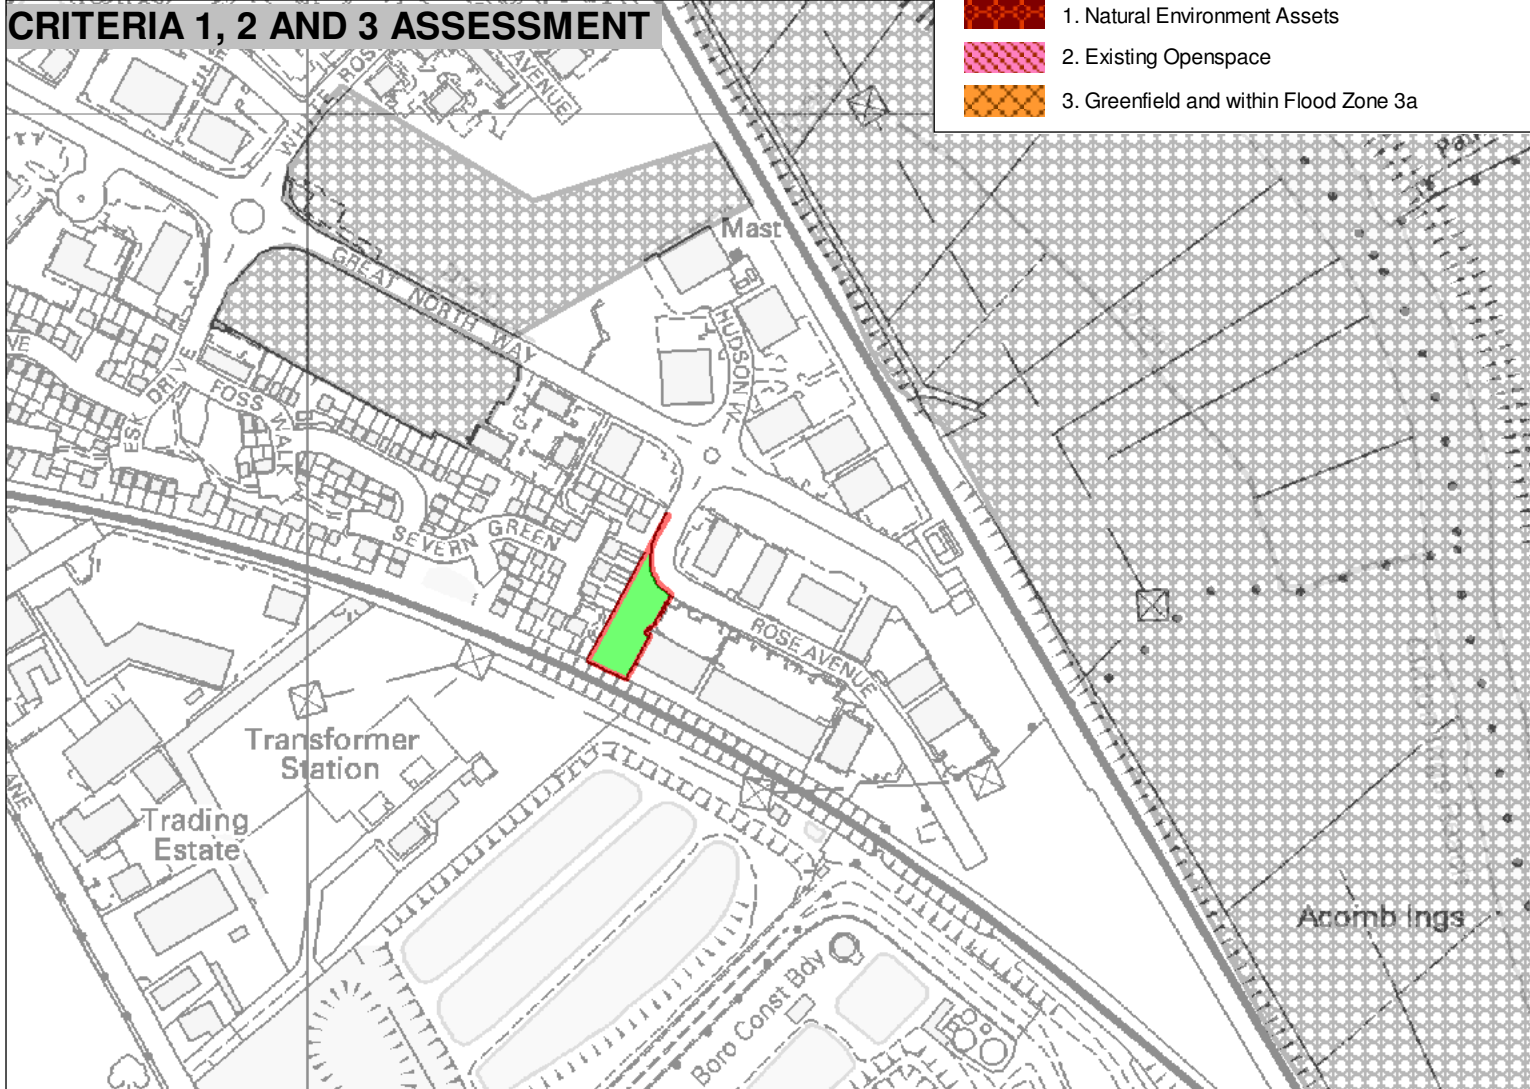 CRITERIA 1, 2 AND 3 ASSESSMENT
1. Natural Environment Assets
2. Existing Openspace
3. Greenfield and within Flood Zone 3a
AVENUE
Mast
GREAT NORTH WAY
HUDSON W
VE
ESK DRIVE
FOSS WALK
SEVERN GREEN
ROSE AVENUE
Transformer
Station
Trading
Estate
ANE
Acomb Ings
Boro Const Bdy